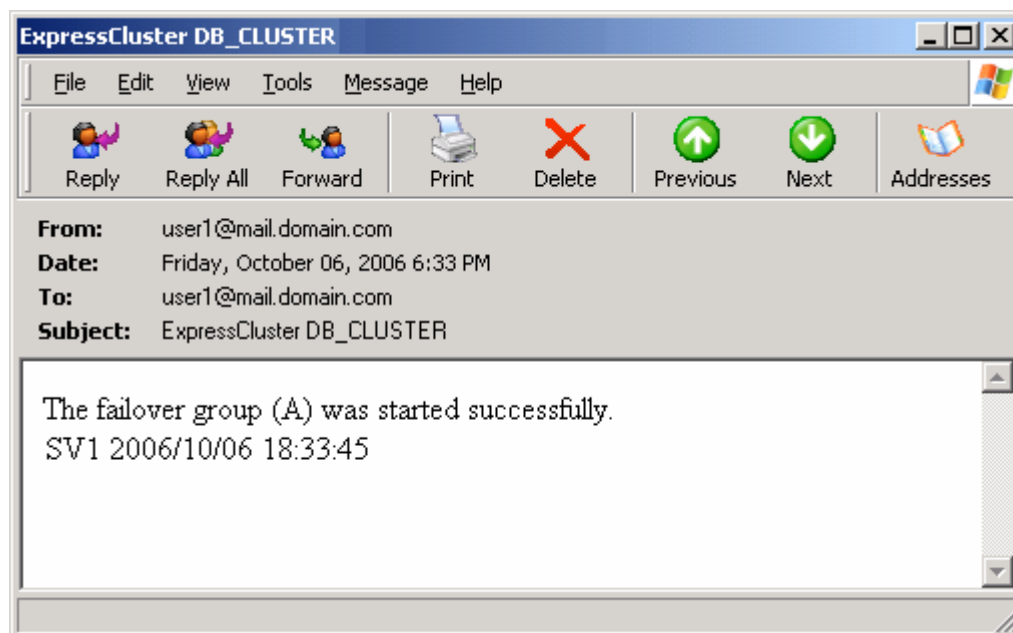 ExpressCluster DB_CLUSTER
File Edit View Tools Message Help
Reply Reply All Forward Print Delete Previous Next Addresses
From: user1@mail.domain.com
Date: Friday, October 06, 2006 6:33 PM
To: user1@mail.domain.com
Subject: ExpressCluster DB_CLUSTER
The failover group (A) was started successfully.
SV1 2006/10/06 18:33:45